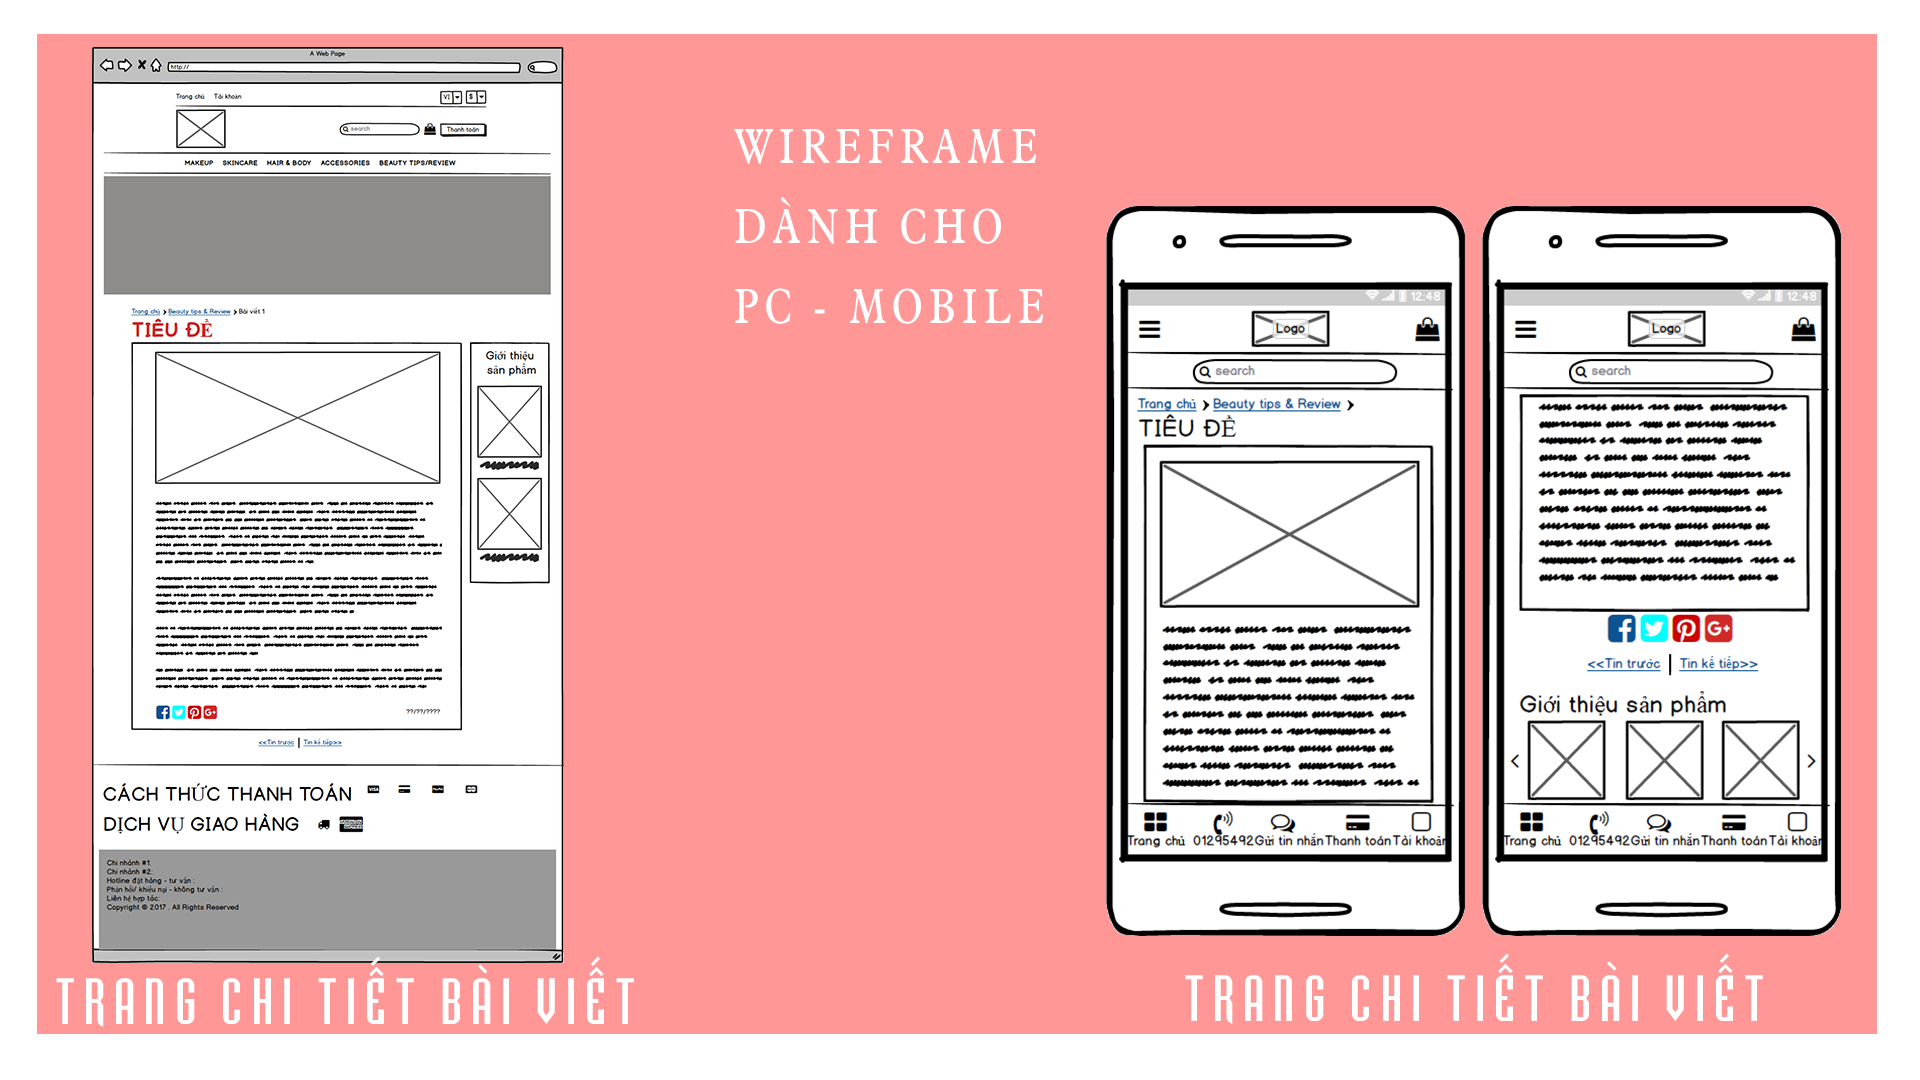 A Web Page
http://
Trang chủ Tài khoản
VI $
search Thanh toán
MAKEUP SKINCARE HAIR & BODY ACCESSORIES BEAUTY TIPS/REVIEW
Trang chủ Beauty tips & Review Bài viết 1
TIÊU ĐỀ
Giới thiệu
sản phẩm
??/??/????
<<Tin trước Tin kế tiếp>>
CÁCH THỨC THANH TOÁN
VISA
DỊCH VỤ GIAO HÀNG
Chi nhánh #1:
Chi nhánh #2:
Hotline đặt hàng - tư vấn :
Phản hồi/ khiếu nại - không tư vấn :
Liên hệ hợp tác:
Copyright © 2017 . All Rights Reserved
TRANG CHI TIẾT BÀI VIẾT
WIREFRAME
DÀNH CHO
PC - MOBILE
12:48
Logo
search
Trang chủ Beauty tips & Review
TIÊU ĐỀ
Trang chủ 01295492 Gửi tin nhắn Thanh toán Tài khoản
12:48
Logo
search
<<Tin trước Tin kế tiếp>>
Giới thiệu sản phẩm
Trang chủ 01295492 Gửi tin nhắn Thanh toán Tài khoản
TRANG CHI TIẾT BÀI VIẾT